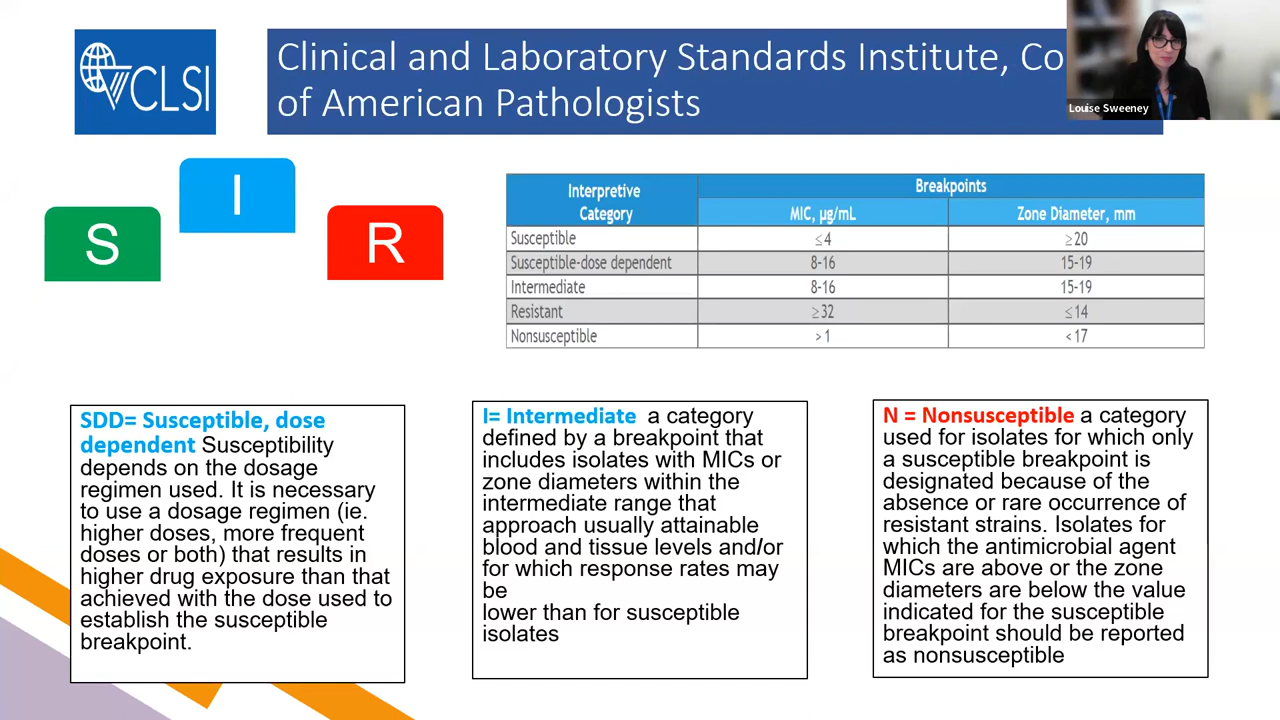 CLSI
Clinical and Laboratory Standards Institute, Co
of American Pathologists
Louise Sweeney
S
I
R
Interpretive Category
Breakpoints
MIC, µg/mL
Zone Diameter, mm
Susceptible ≤4 ≥20
Susceptible-dose dependent 8-16 15-19
Intermediate 8-16 15-19
Resistant ≥32 ≤14
Nonsusceptible >1 <17
SDD= Susceptible, dose
dependent Susceptibility
depends on the dosage
regimen used. It is necessary
to use a dosage regimen (ie.
higher doses, more frequent
doses or both) that results in
higher drug exposure than that
achieved with the dose used to
establish the susceptible
breakpoint.
I= Intermediate a category
defined by a breakpoint that
includes isolates with MICs or
zone diameters within the
intermediate range that
approach usually attainable
blood and tissue levels and/or
for which response rates may
be
lower than for susceptible
isolates
N = Nonsusceptible a category
used for isolates for which only
a susceptible breakpoint is
designated because of the
absence or rare occurrence of
resistant strains. Isolates for
which the antimicrobial agent
MICs are above or the zone
diameters are below the value
indicated for the susceptible
breakpoint should be reported
as nonsusceptible